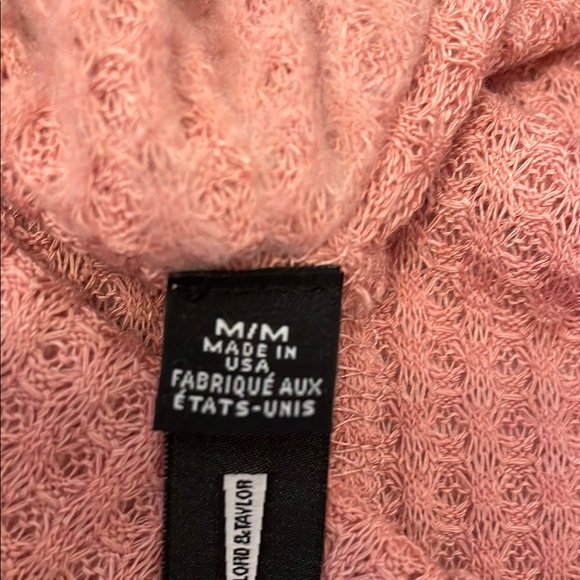 M/M
MADE IN
USA
FABRIQUÉ AUX
ÉTATS-UNIS
LORD & TAYLOR